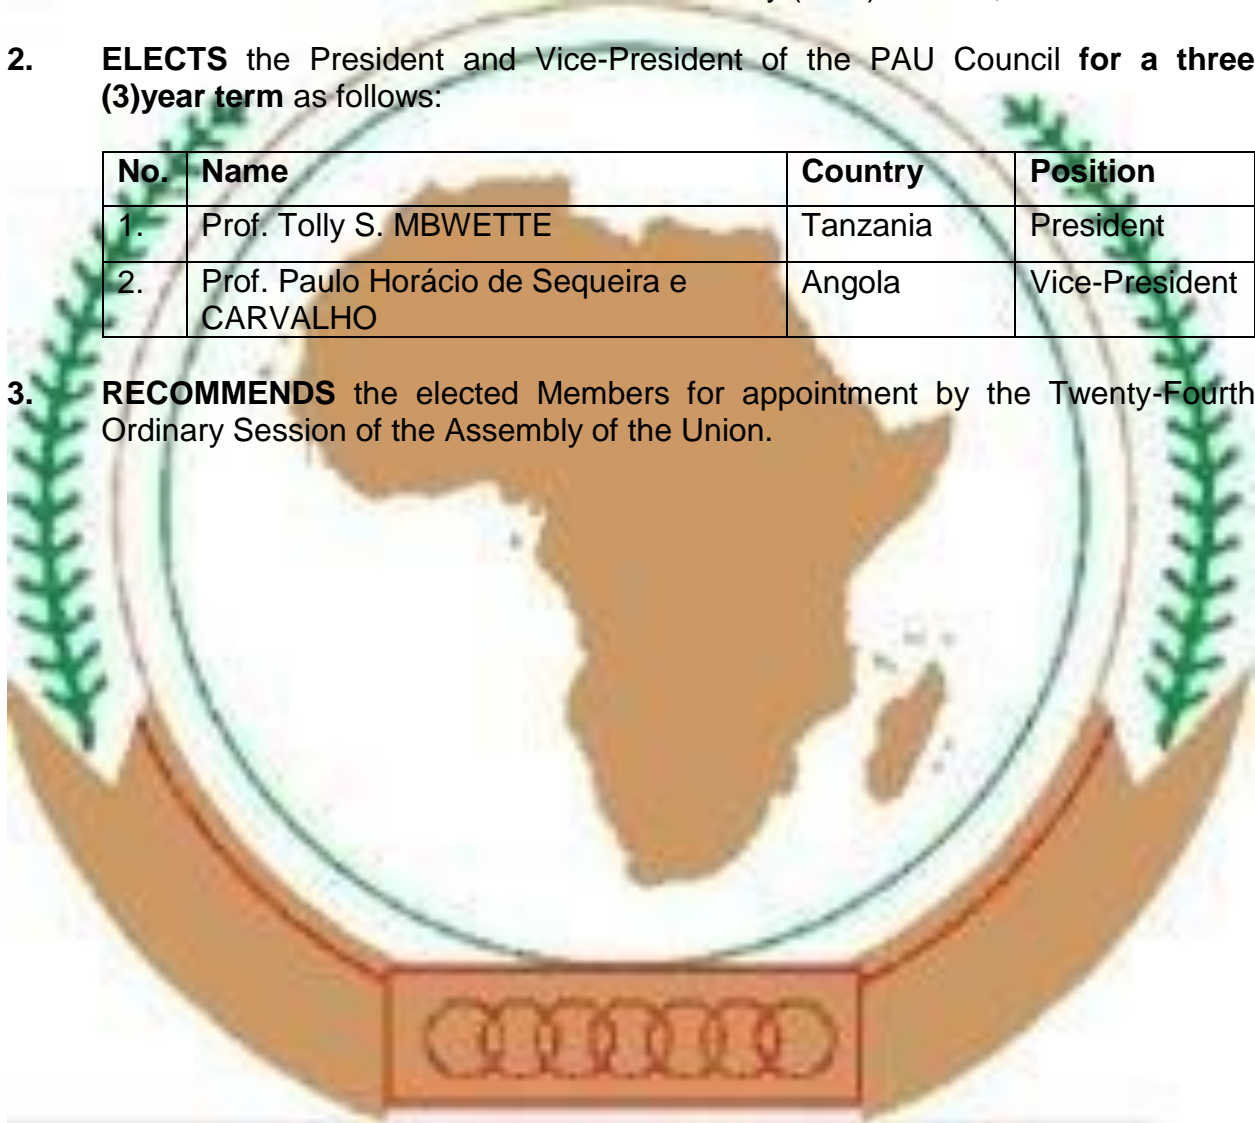 2. ELECTS the President and Vice-President of the PAU Council for a three
(3)year term as follows:
No. Name Country Position
1. Prof. Tolly S. MBWETTE Tanzania President
2. Prof. Paulo Horácio de Sequeira e Angola Vice-President
CARVALHO
3. RECOMMENDS the elected Members for appointment by the Twenty-Fourth
Ordinary Session of the Assembly of the Union.